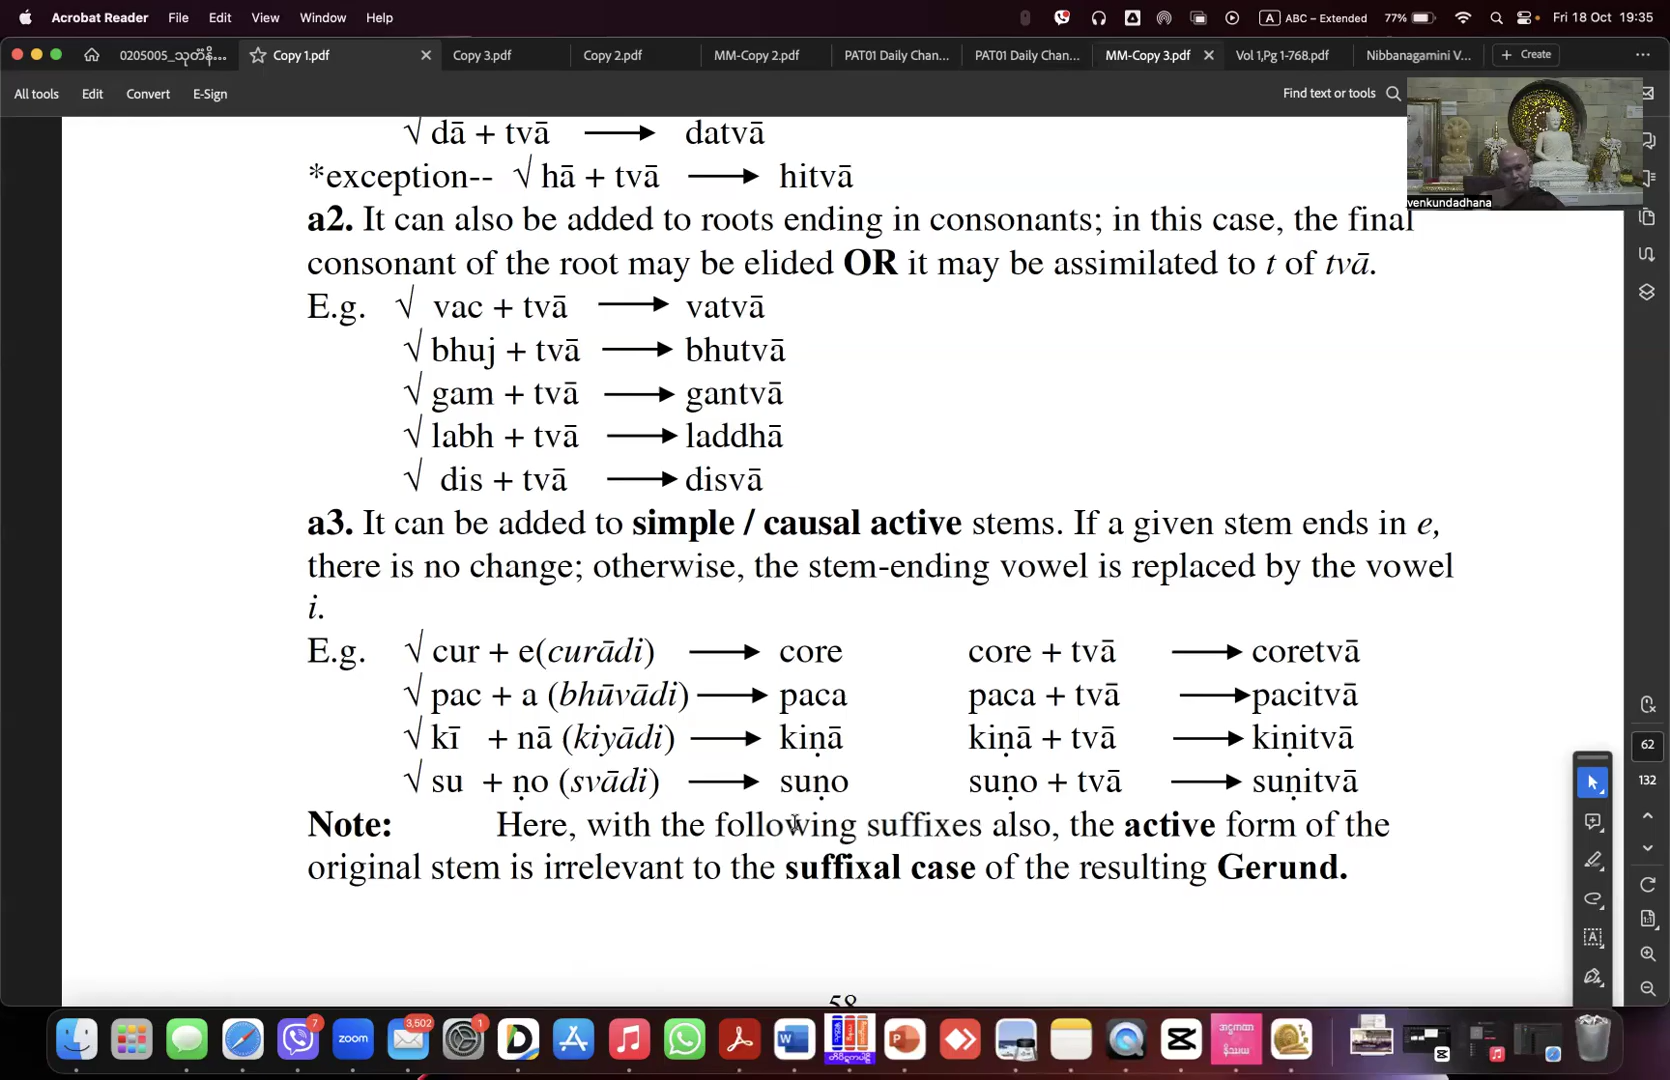 Acrobat Reader File Edit View Window Help A ABC – Extended 77% Fri 18 Oct 19:35
Copy 1.pdf Copy 3.pdf Copy 2.pdf MM-Copy 2.pdf PAT01 Daily Chan... PAT01 Daily Chan... MM-Copy 3.pdf Vol 1,Pg 1-768.pdf Nibbanagamini V... + Create
All tools Edit Convert E-Sign Find text or tools
venkundadhana
√ dā + tvā ⟶ datvā
*exception-- √ hā + tvā ⟶ hitvā
a2. It can also be added to roots ending in consonants; in this case, the final
consonant of the root may be elided OR it may be assimilated to t of tvā.
E.g. √ vac + tvā ⟶ vatvā
√ bhuj + tvā ⟶ bhutvā
√ gam + tvā ⟶ gantvā
√ labh + tvā ⟶ laddhā
√ dis + tvā ⟶ disvā
a3. It can be added to simple / causal active stems. If a given stem ends in e,
there is no change; otherwise, the stem-ending vowel is replaced by the vowel
i.
E.g. √ cur + e(curādi) ⟶ core core + tvā ⟶ coretvā
√ pac + a (bhūvādi) ⟶ paca paca + tvā ⟶ pacitvā
√ kī + nā (kiyādi) ⟶ kiṇā kiṇā + tvā ⟶ kiṇitvā
√ su + ṇo (svādi) ⟶ suṇo suṇo + tvā ⟶ suṇitvā
Note: Here, with the following suffixes also, the active form of the
original stem is irrelevant to the suffixal case of the resulting Gerund.
58
62
132
7
zoom
3,502
1